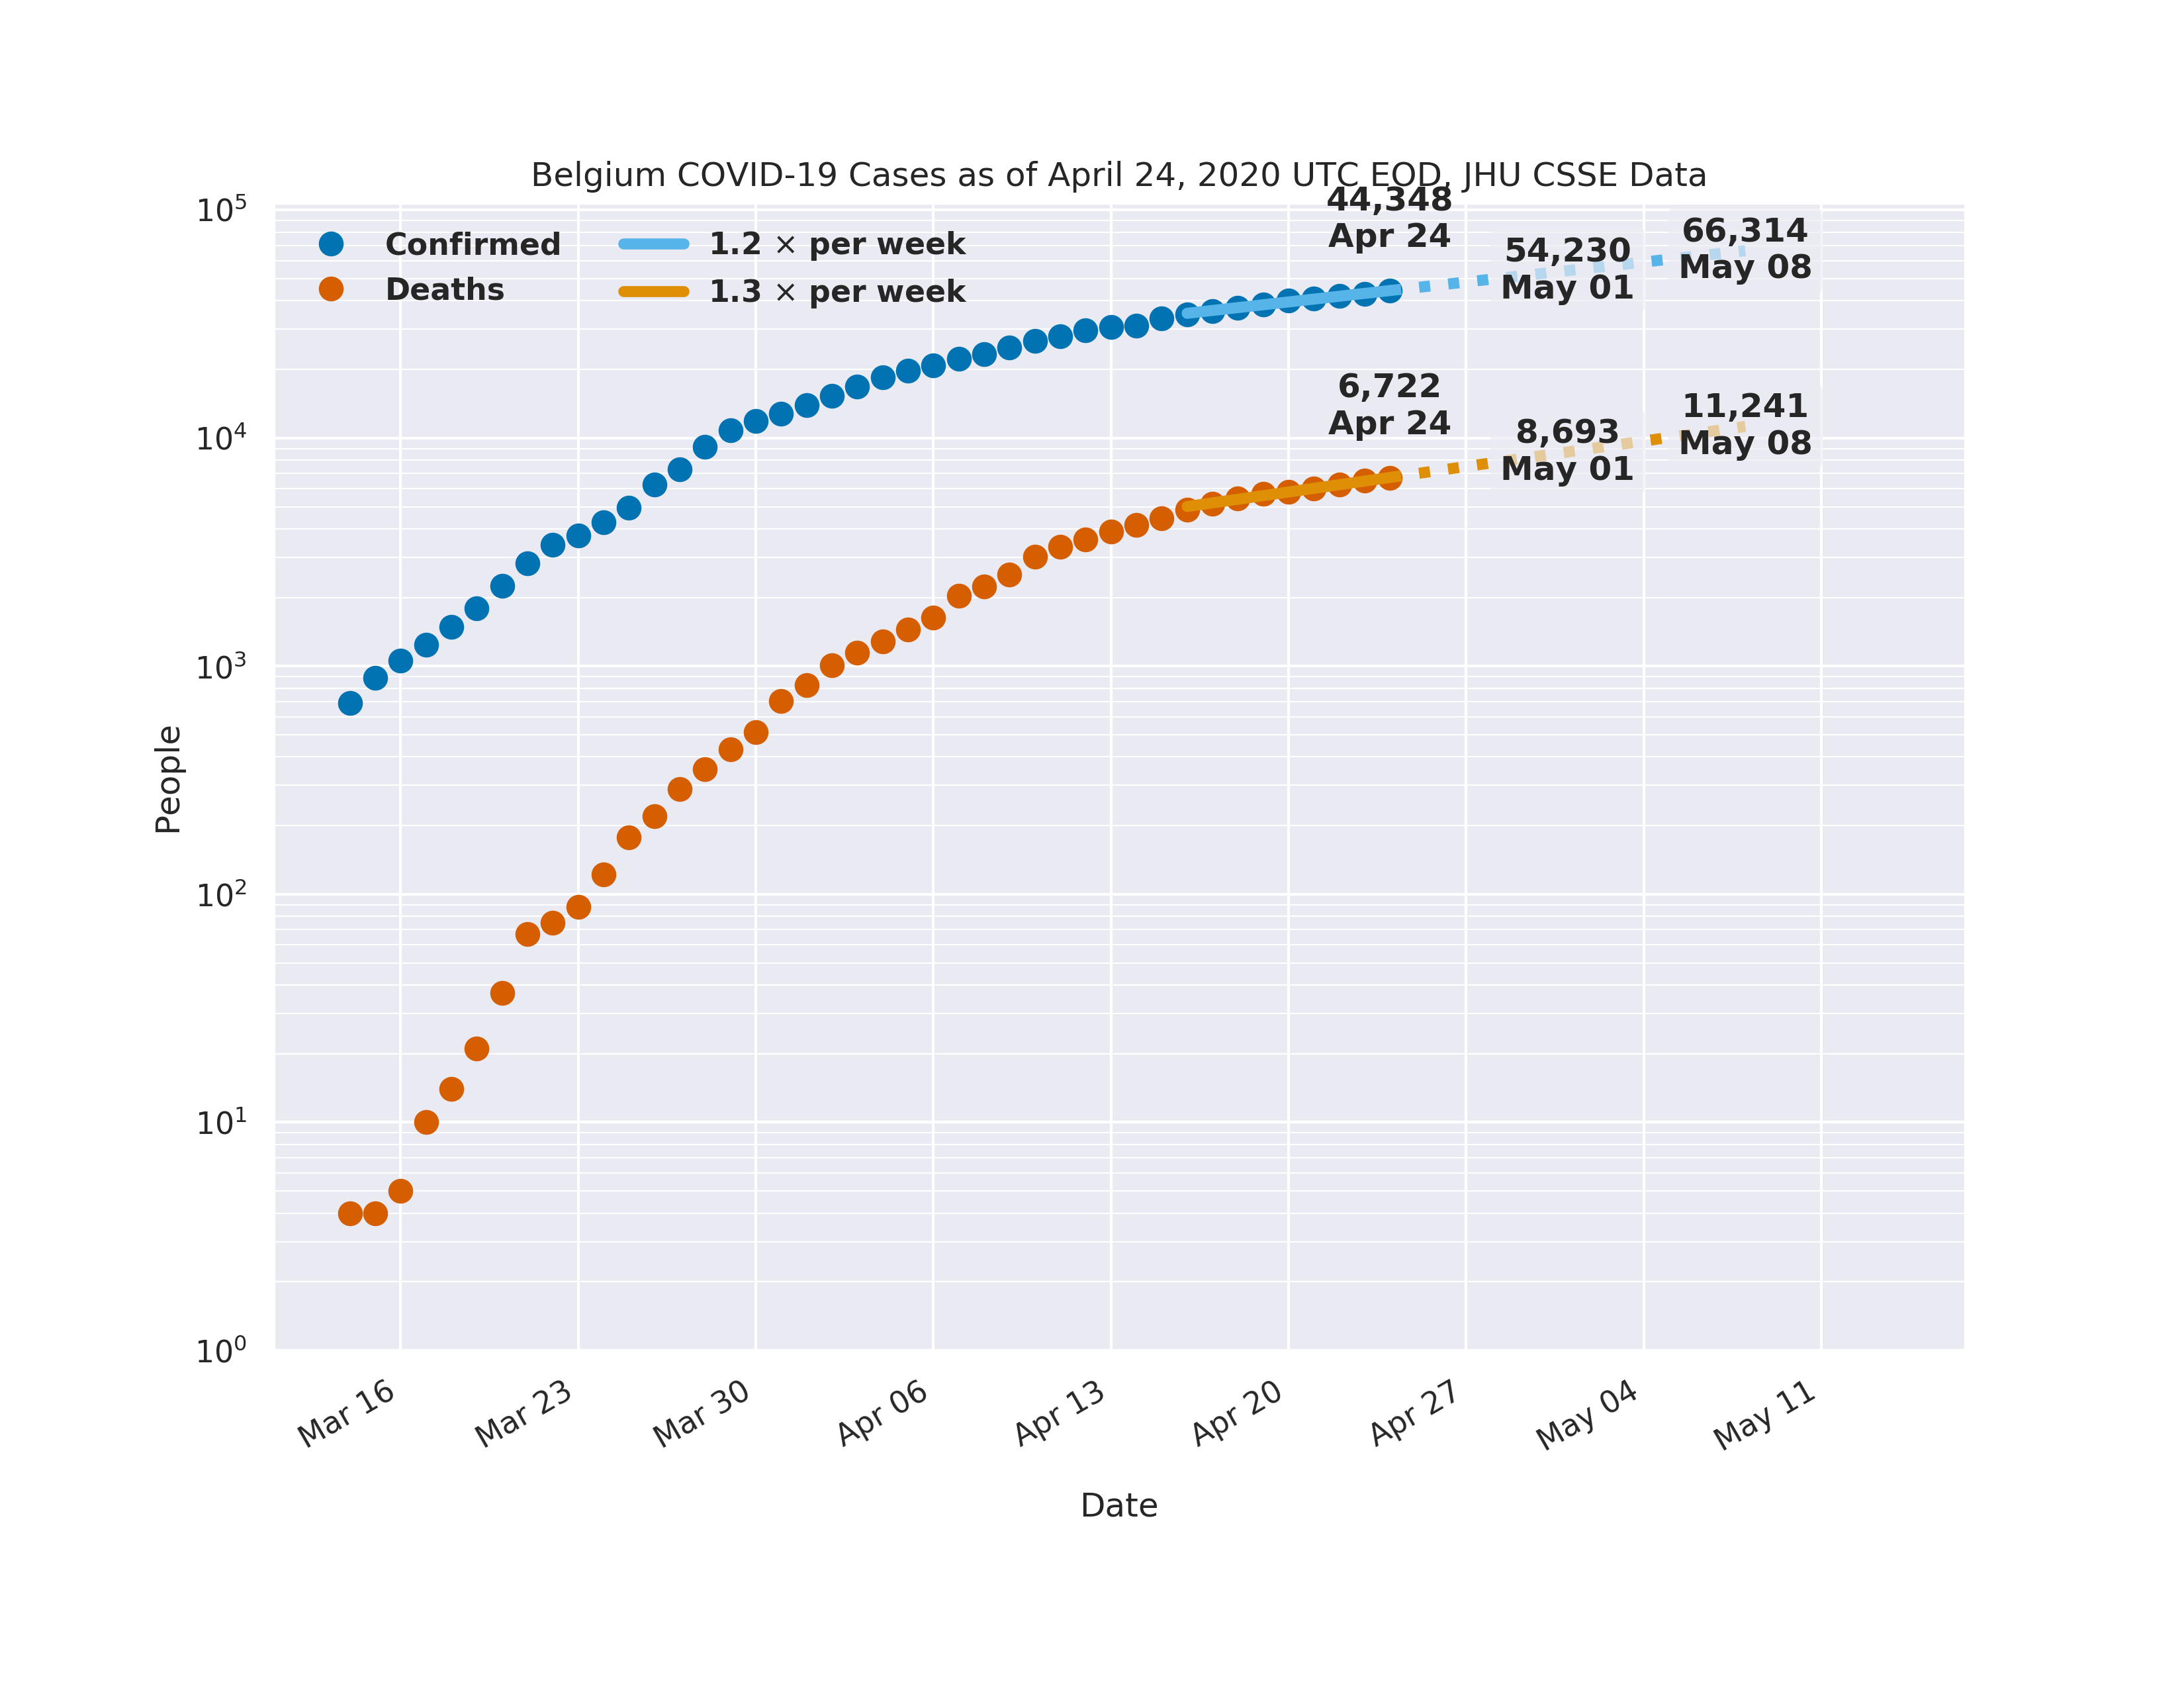 Belgium COVID-19 Cases as of April 24, 2020 UTC EOD, JHU CSSE Data
10⁵
10⁴
10³
10²
10¹
10⁰
People
Confirmed
Deaths
1.2 × per week
1.3 × per week
44,348
Apr 24
54,230
May 01
66,314
May 08
6,722
Apr 24
8,693
May 01
11,241
May 08
Mar 16
Mar 23
Mar 30
Apr 06
Apr 13
Apr 20
Apr 27
May 04
May 11
Date